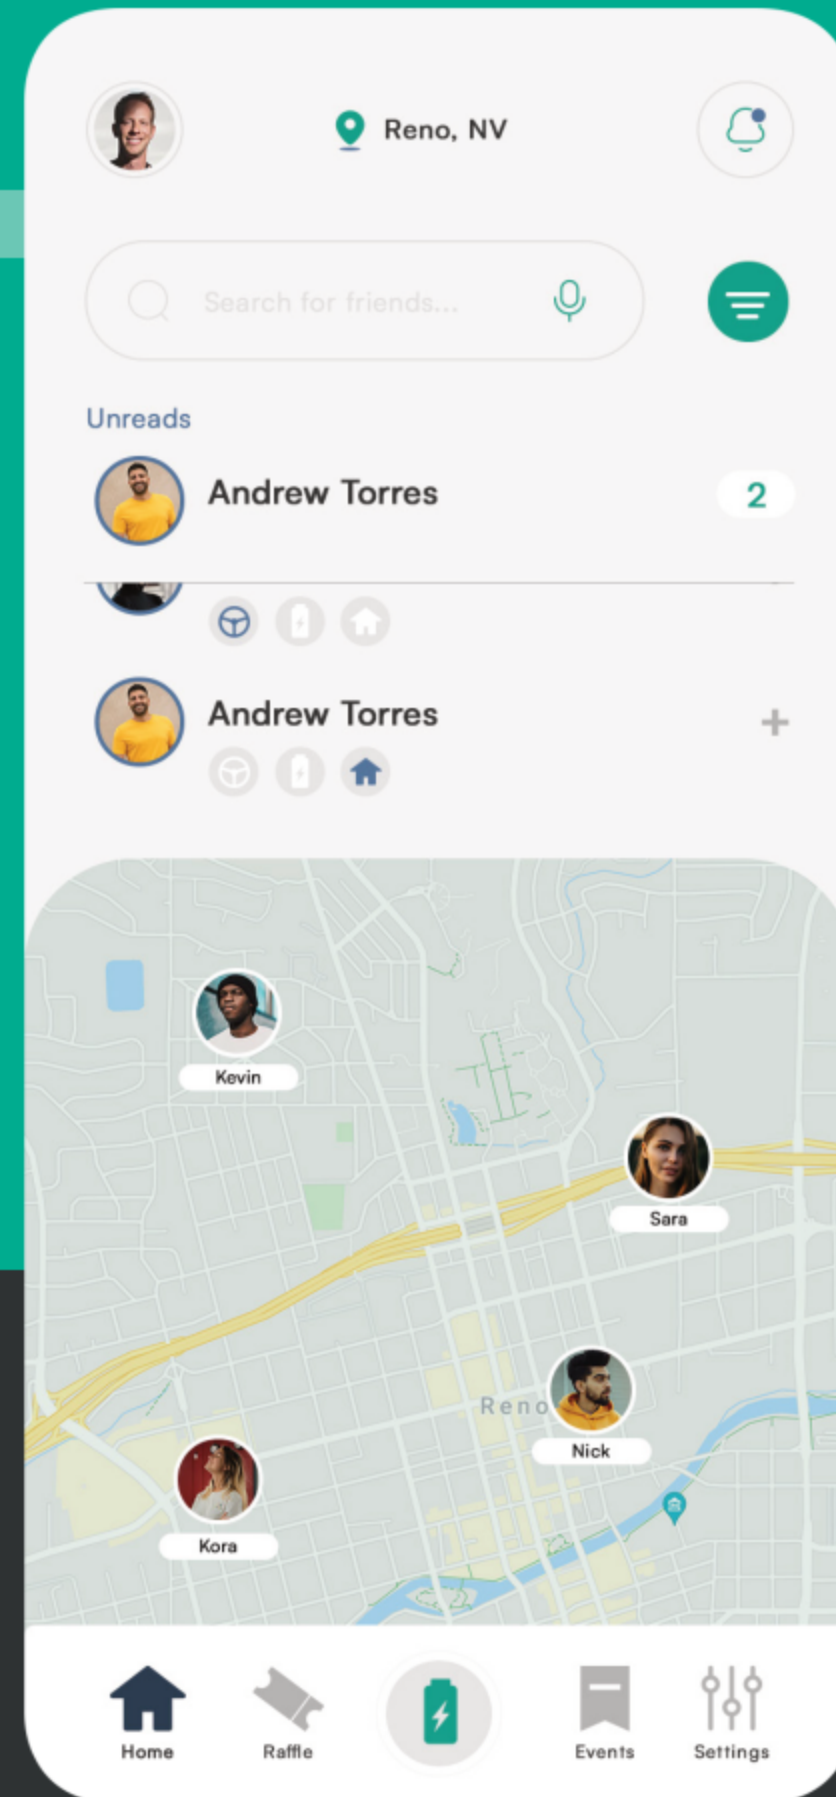 Reno, NV
Search for friends...
Unreads
Andrew Torres
2
Andrew Torres
+
Kevin
Sara
Reno
Nick
Kora
Home
Raffle
Events
Settings